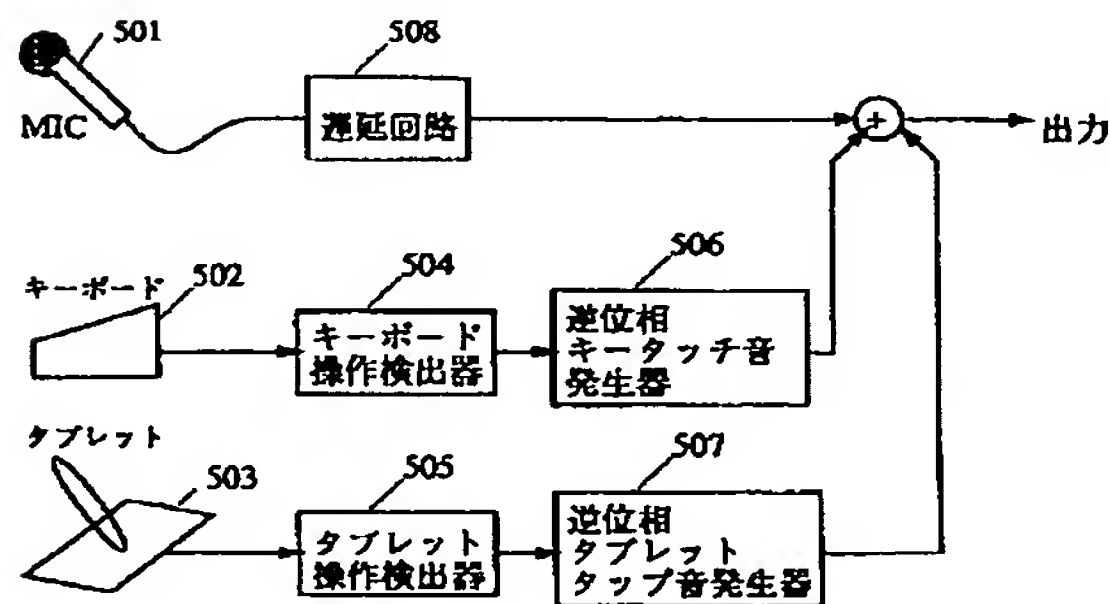 501
508
MIC
遅延回路
+
出力
キーボード
502
504
506
キーボード
操作検出器
逆位相
キータッチ音
発生器
タブレット
503
505
507
タブレット
操作検出器
逆位相
タブレット
タップ音発生器